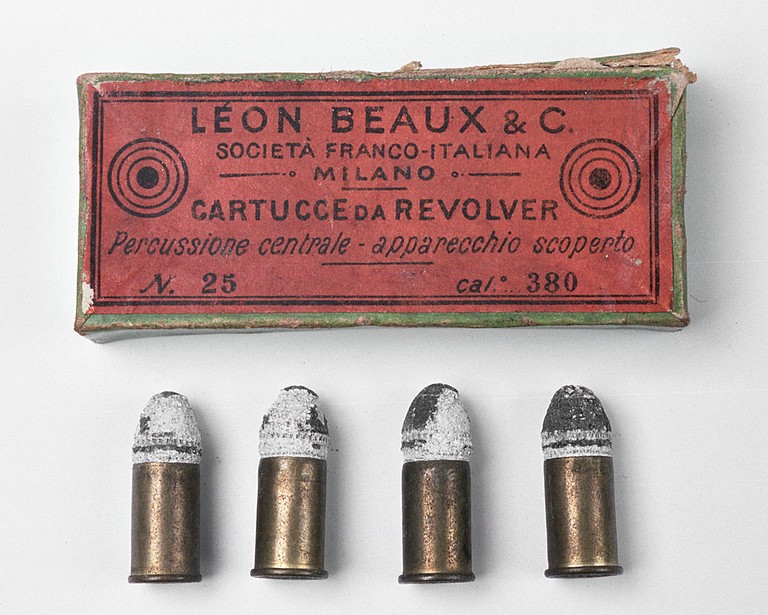 LÉON BEAUX & C.
SOCIETÀ FRANCO-ITALIANA
MILANO
CARTUCCE DA REVOLVER
Percussione centrale - apparecchio scoperto
N. 25 cal.º 380